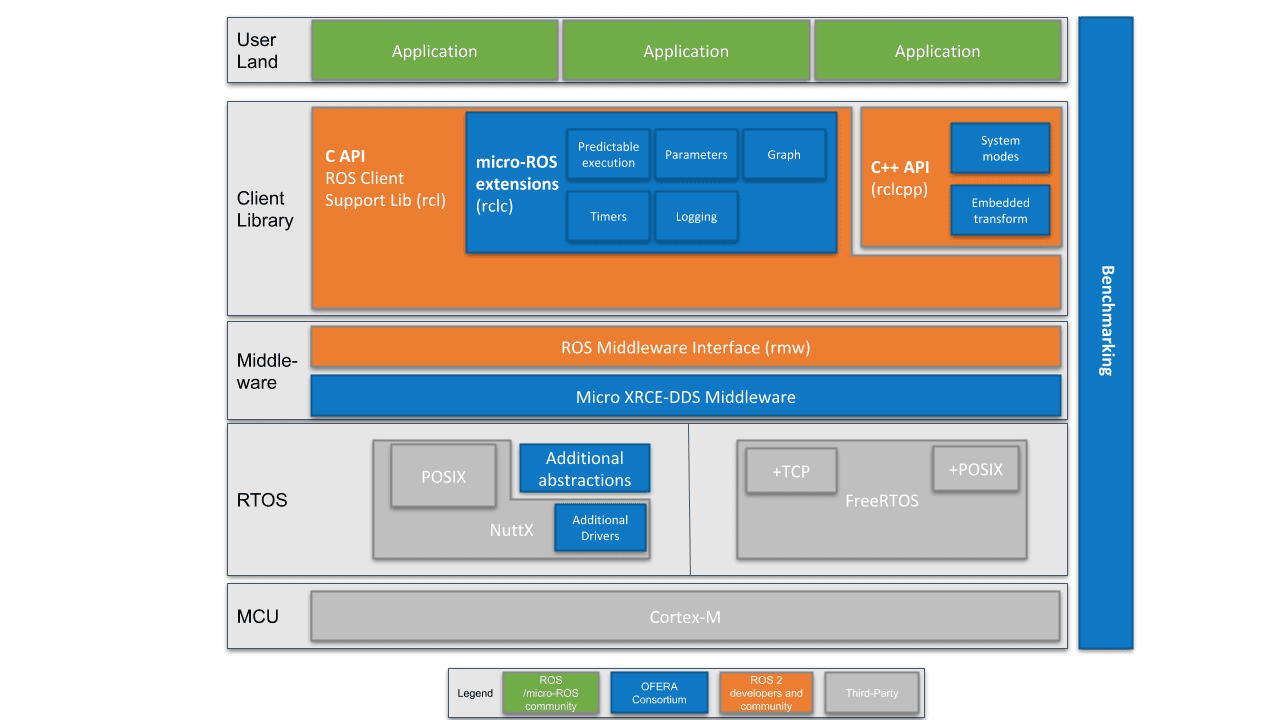 User
Land
Application
Application
Application
Client
Library
C API
ROS Client
Support Lib (rcl)
micro-ROS
extensions
(rclc)
Predictable
execution
Parameters
Graph
Timers
Logging
C++ API
(rclcpp)
System
modes
Embedded
transform
Benchmarking
Middle-
ware
ROS Middleware Interface (rmw)
Micro XRCE-DDS Middleware
RTOS
POSIX
Additional
abstractions
NuttX
Additional
Drivers
+TCP
+POSIX
FreeRTOS
MCU
Cortex-M
Legend
ROS
/micro-ROS
community
OFERA
Consortium
ROS 2
developers and
community
Third-Party